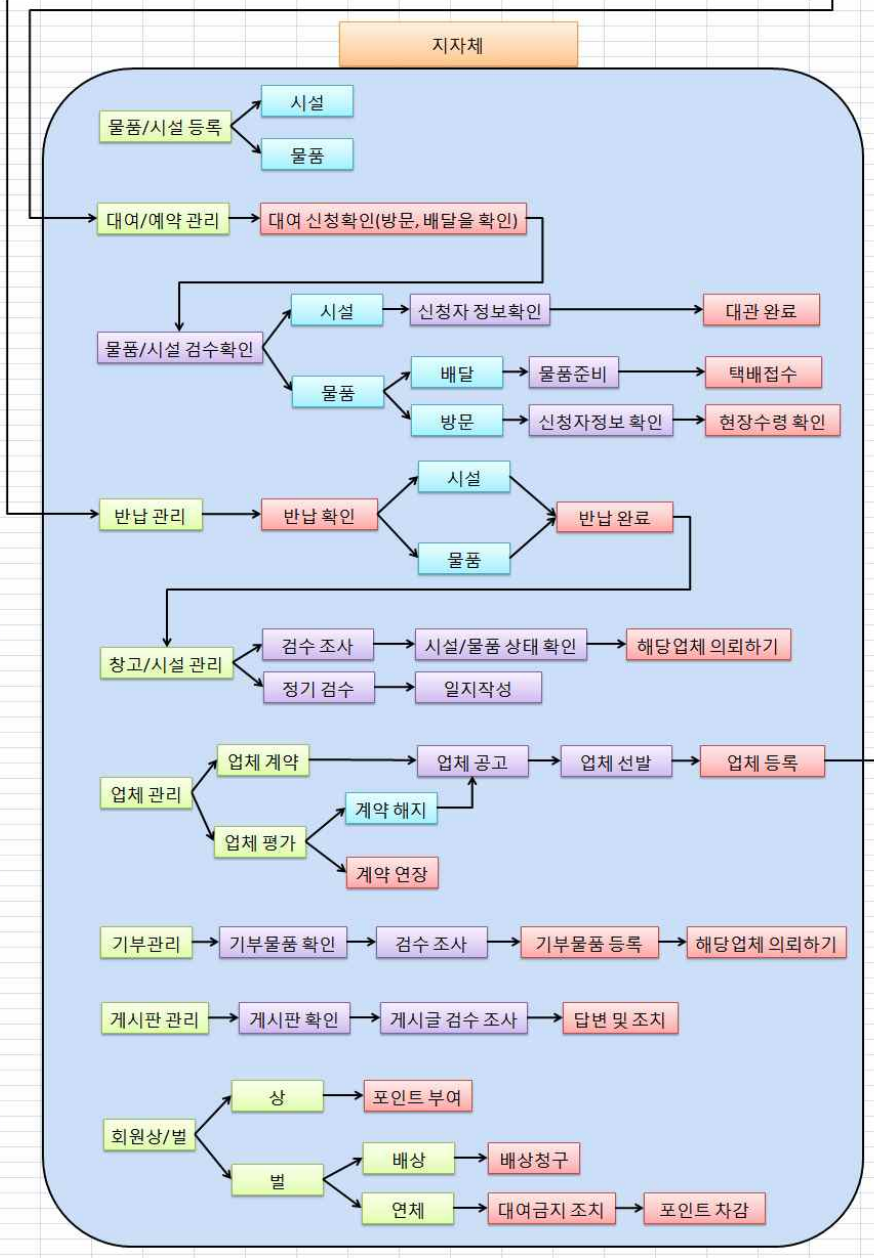 지자체
시설
물품/시설 등록
물품
대여/예약 관리
대여 신청확인(방문, 배달을 확인)
시설
신청자 정보확인
대관 완료
물품/시설 검수확인
물품
배달
물품준비
택배접수
방문
신청자정보 확인
현장수령 확인
시설
반납 관리
반납 확인
반납 완료
물품
창고/시설 관리
검수 조사
시설/물품 상태 확인
해당업체 의뢰하기
정기 검수
일지작성
업체 관리
업체 계약
업체 공고
업체 선발
업체 등록
업체 평가
계약 해지
계약 연장
기부관리
기부물품 확인
검수 조사
기부물품 등록
해당업체 의뢰하기
게시판 관리
게시판 확인
게시글 검수 조사
답변 및 조치
회원상/벌
상
포인트 부여
벌
배상
배상청구
연체
대여금지 조치
포인트 차감